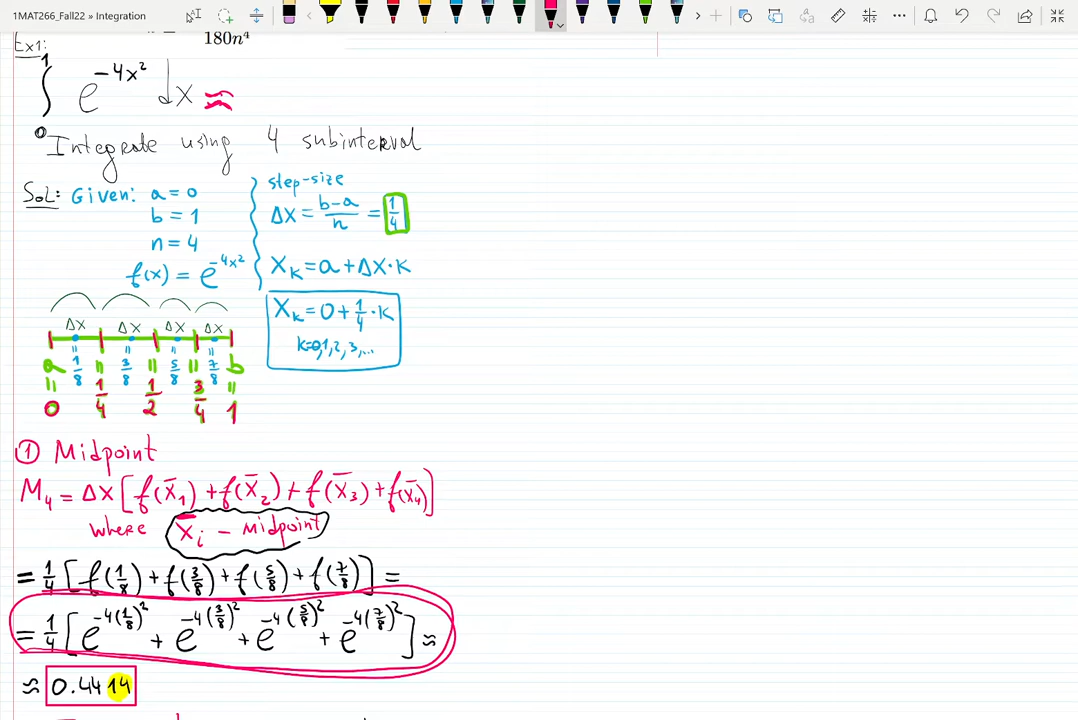 1MAT266_Fall22 » Integration
180n⁴
Ex1:
∫₀¹ e^(-4x²) dx ≈
Integrate using 4 subinterval
Sol: Given: a = 0
b = 1
n = 4
f(x) = e^(-4x²)
step-size
Δx = (b-a)/n = 1/4
X_k = a + Δx·k
X_k = 0 + 1/4·k
k=0,1,2,3,...
Δx Δx Δx Δx
a 1/8 3/8 5/8 7/8 b
0 1/4 1/2 3/4 1
① Midpoint
M₄ = Δx [f(x̄₁) + f(x̄₂) + f(x̄₃) + f(x̄₄)]
where x̄ᵢ – Midpoint
= 1/4 [f(1/8) + f(3/8) + f(5/8) + f(7/8)] =
= 1/4 [e^(-4(1/8)²) + e^(-4(3/8)²) + e^(-4(5/8)²) + e^(-4(7/8)²)] ≈
≈ 0.4414